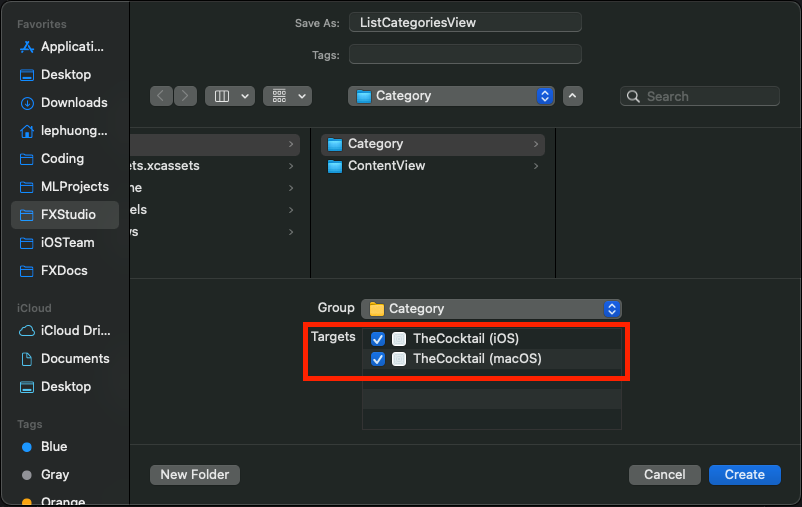 Favorites
Applicati...
Desktop
Downloads
lephuong...
Coding
MLProjects
FXStudio
iOSTeam
FXDocs
iCloud
iCloud Dri...
Documents
Desktop
Tags
Blue
Gray
Orange
Save As: ListCategoriesView
Tags:
Category
Search
ets.xcassets
ne
els
vs
Category
ContentView
Group Category
Targets TheCocktail (iOS)
TheCocktail (macOS)
New Folder
Cancel
Create